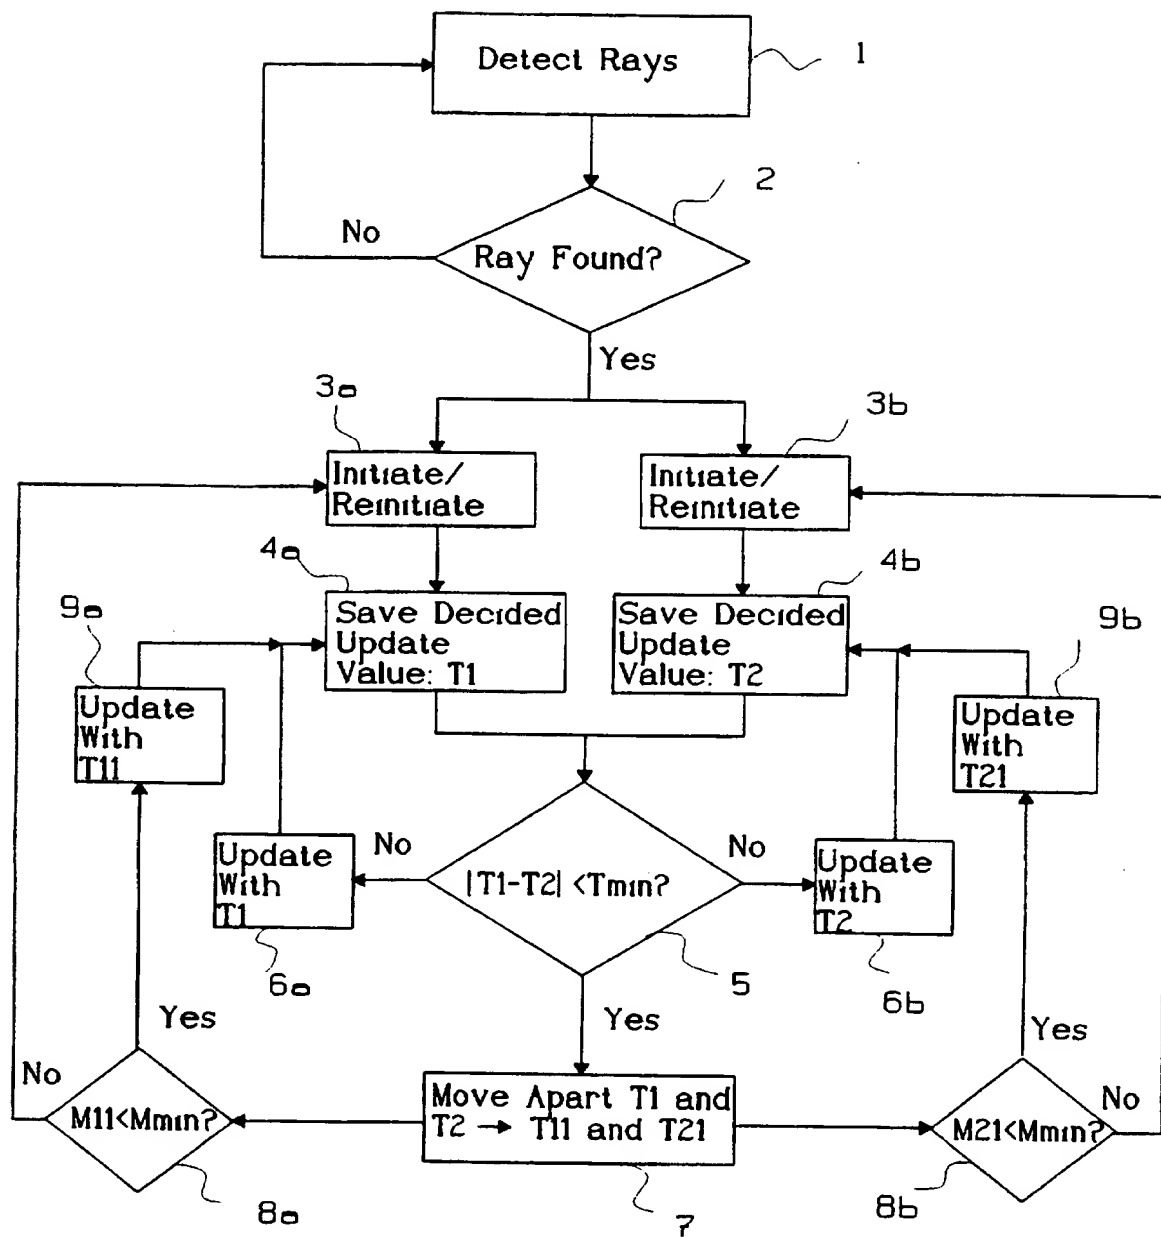 Detect Rays
1
2
No
Ray Found?
Yes
3a
3b
Initiate/
Reinitiate
Initiate/
Reinitiate
4a
4b
9a
9b
Save Decided
Update
Value: T1
Save Decided
Update
Value: T2
Update
With
T11
Update
With
T21
No
No
Update
With
T1
|T1-T2| <Tmin?
Update
With
T2
6a
5
6b
Yes
Yes
Yes
No
No
M11<Mmin?
Move Apart T1 and
T2 → T11 and T21
M21<Mmin?
8a
7
8b